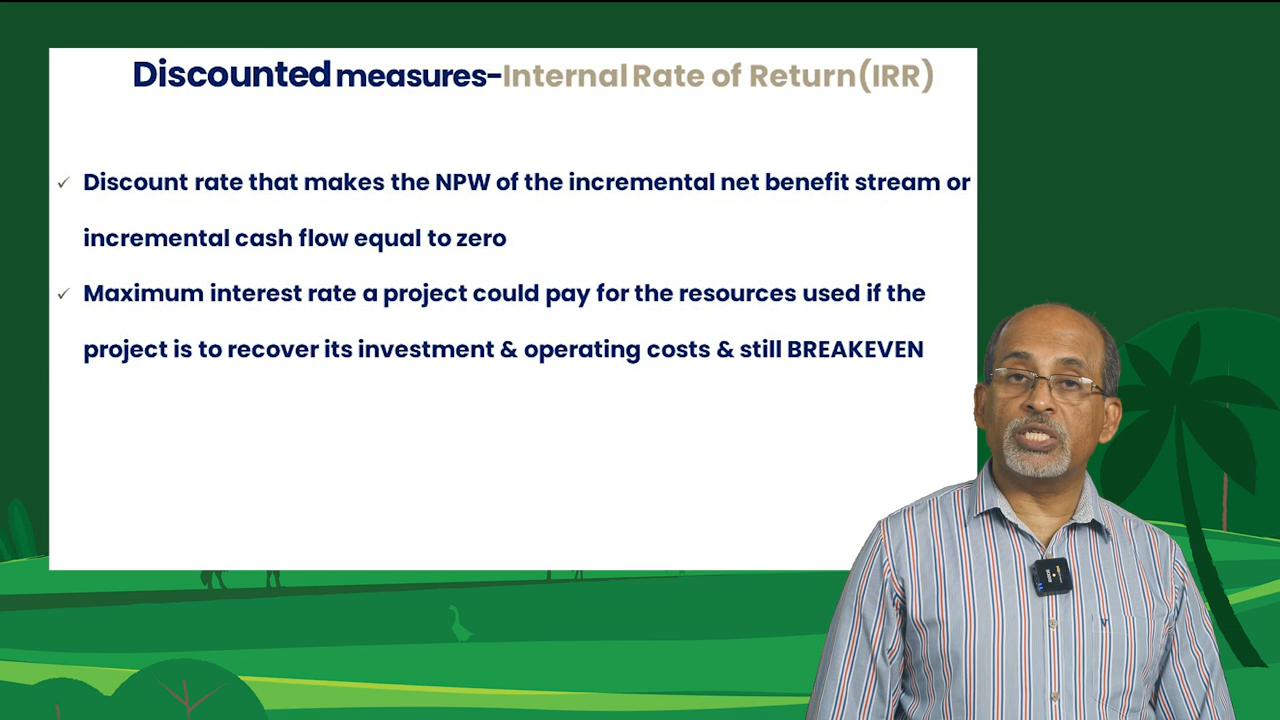 Discounted measures-Internal Rate of Return(IRR)
✓ Discount rate that makes the NPW of the incremental net benefit stream or
incremental cash flow equal to zero
✓ Maximum interest rate a project could pay for the resources used if the
project is to recover its investment & operating costs & still BREAKEVEN